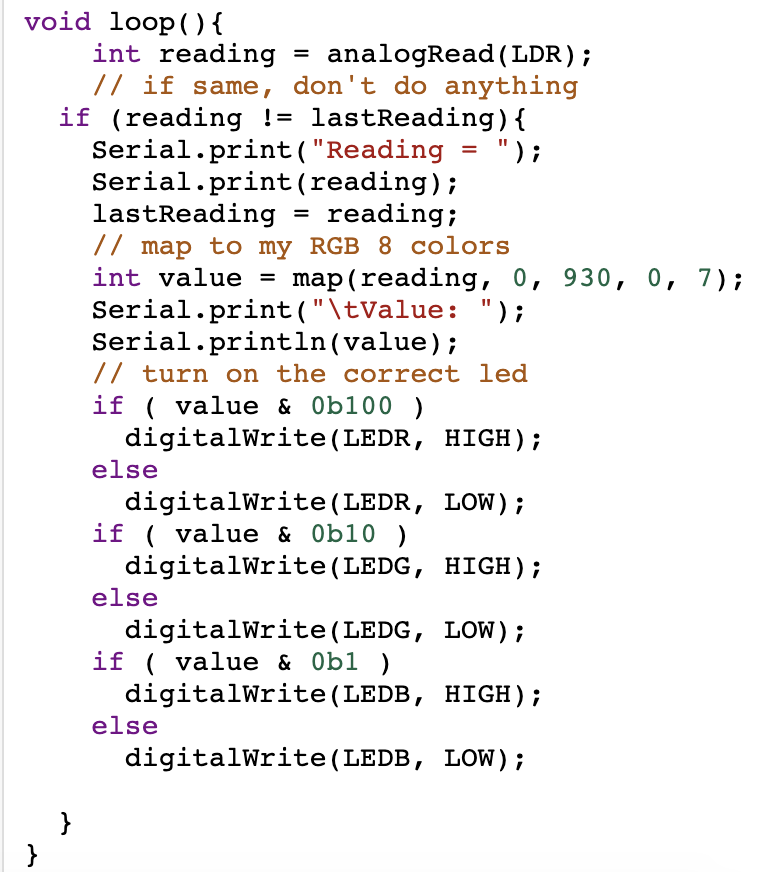 void loop(){
    int reading = analogRead(LDR);
    // if same, don't do anything
  if (reading != lastReading){
    Serial.print("Reading = ");
    Serial.print(reading);
    lastReading = reading;
    // map to my RGB 8 colors
    int value = map(reading, 0, 930, 0, 7);
    Serial.print("\tValue: ");
    Serial.println(value);
    // turn on the correct led
    if ( value & 0b100 )
      digitalWrite(LEDR, HIGH);
    else
      digitalWrite(LEDR, LOW);
    if ( value & 0b10 )
      digitalWrite(LEDG, HIGH);
    else
      digitalWrite(LEDG, LOW);
    if ( value & 0b1 )
      digitalWrite(LEDB, HIGH);
    else
      digitalWrite(LEDB, LOW);

  }
}